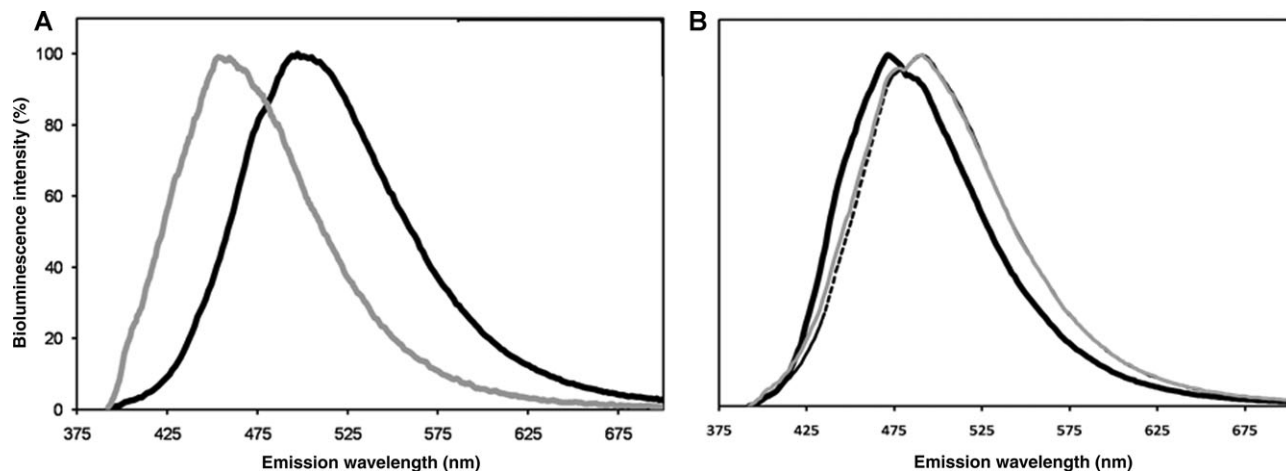 A
B
Bioluminescence intensity (%)
100
80
60
40
20
0
375 425 475 525 575 625 675
Emission wavelength (nm)
375 425 475 525 575 625 675
Emission wavelength (nm)